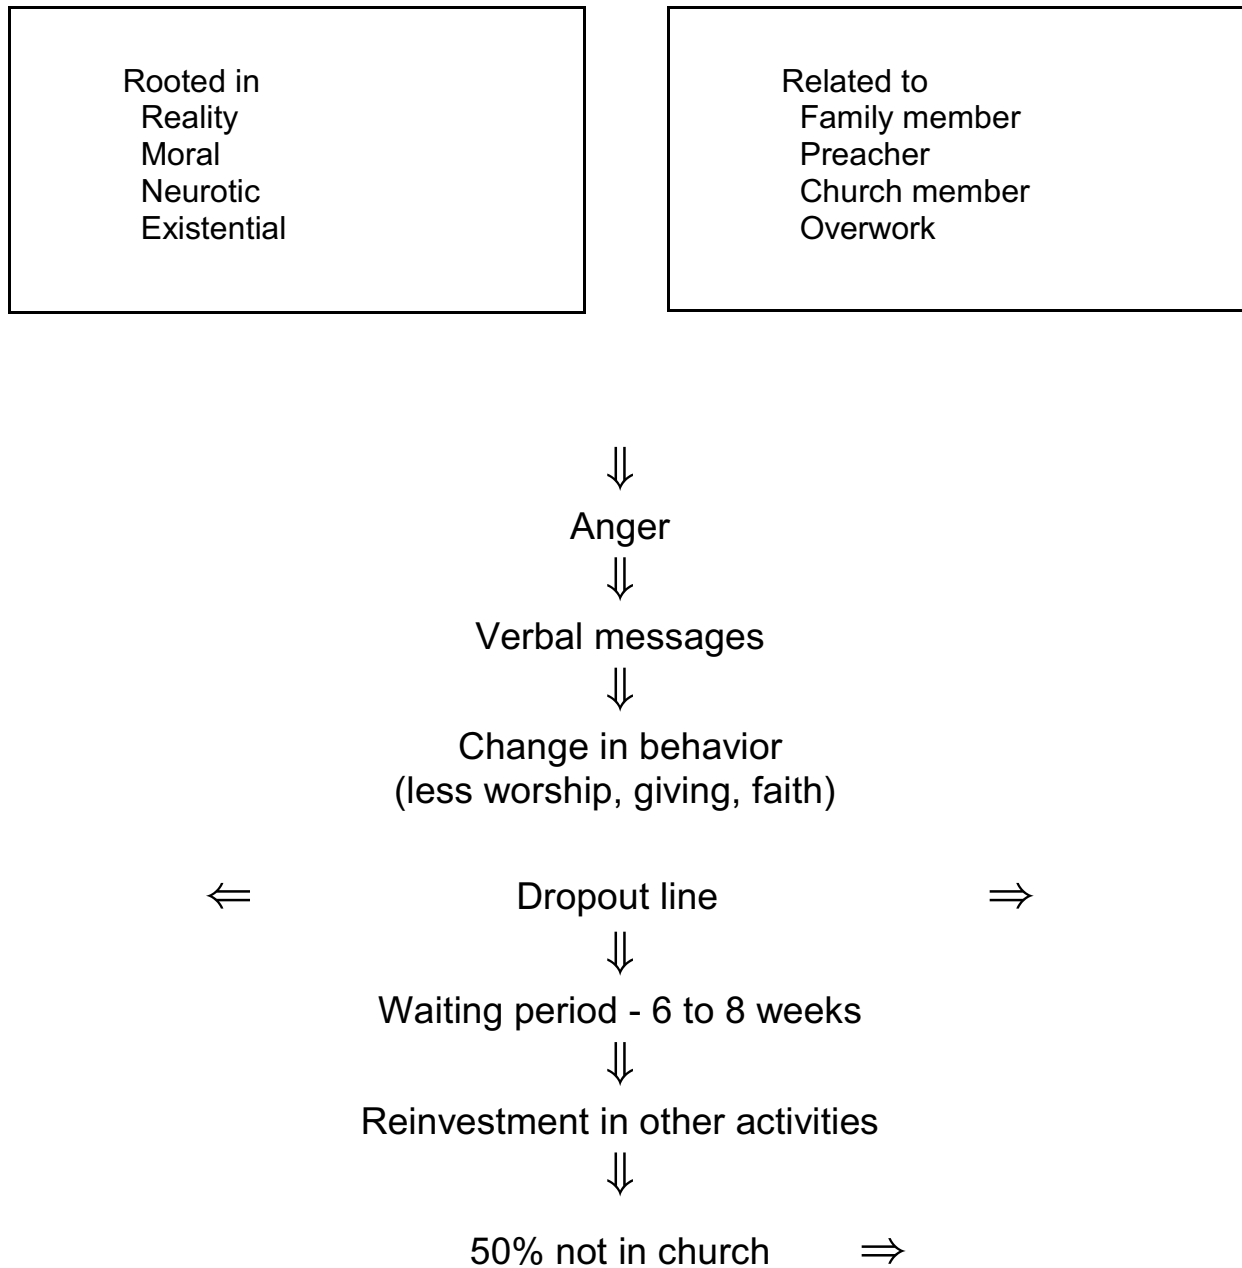 Rooted in
Reality
Moral
Neurotic
Existential
Related to
Family member
Preacher
Church member
Overwork
⇓
Anger
⇓
Verbal messages
⇓
Change in behavior
(less worship, giving, faith)
⇐ Dropout line ⇒
⇓
Waiting period - 6 to 8 weeks
⇓
Reinvestment in other activities
⇓
50% not in church ⇒